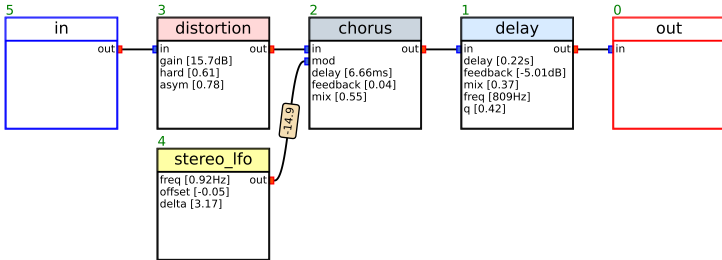 5
in
out
3
distortion
in
out
gain [15.7dB]
hard [0.61]
asym [0.78]
2
chorus
in
out
mod
delay [6.66ms]
feedback [0.04]
mix [0.55]
1
delay
in
out
delay [0.22s]
feedback [-5.01dB]
mix [0.37]
freq [809Hz]
q [0.42]
0
out
in
-14.9
4
stereo_lfo
freq [0.92Hz]
out
offset [-0.05]
delta [3.17]